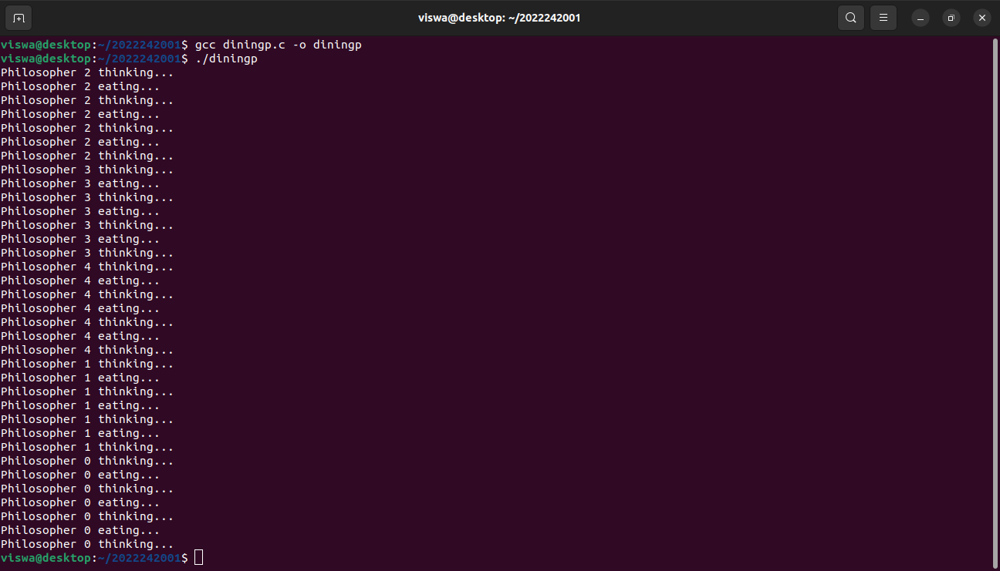 viswa@desktop: ~/2022242001
viswa@desktop:~/2022242001$ gcc diningp.c -o diningp
viswa@desktop:~/2022242001$ ./diningp
Philosopher 2 thinking...
Philosopher 2 eating...
Philosopher 2 thinking...
Philosopher 2 eating...
Philosopher 2 thinking...
Philosopher 2 eating...
Philosopher 2 thinking...
Philosopher 3 thinking...
Philosopher 3 eating...
Philosopher 3 thinking...
Philosopher 3 eating...
Philosopher 3 thinking...
Philosopher 3 eating...
Philosopher 3 thinking...
Philosopher 4 thinking...
Philosopher 4 eating...
Philosopher 4 thinking...
Philosopher 4 eating...
Philosopher 4 thinking...
Philosopher 4 eating...
Philosopher 4 thinking...
Philosopher 1 thinking...
Philosopher 1 eating...
Philosopher 1 thinking...
Philosopher 1 eating...
Philosopher 1 thinking...
Philosopher 1 eating...
Philosopher 1 thinking...
Philosopher 0 thinking...
Philosopher 0 eating...
Philosopher 0 thinking...
Philosopher 0 eating...
Philosopher 0 thinking...
Philosopher 0 eating...
Philosopher 0 thinking...
viswa@desktop:~/2022242001$